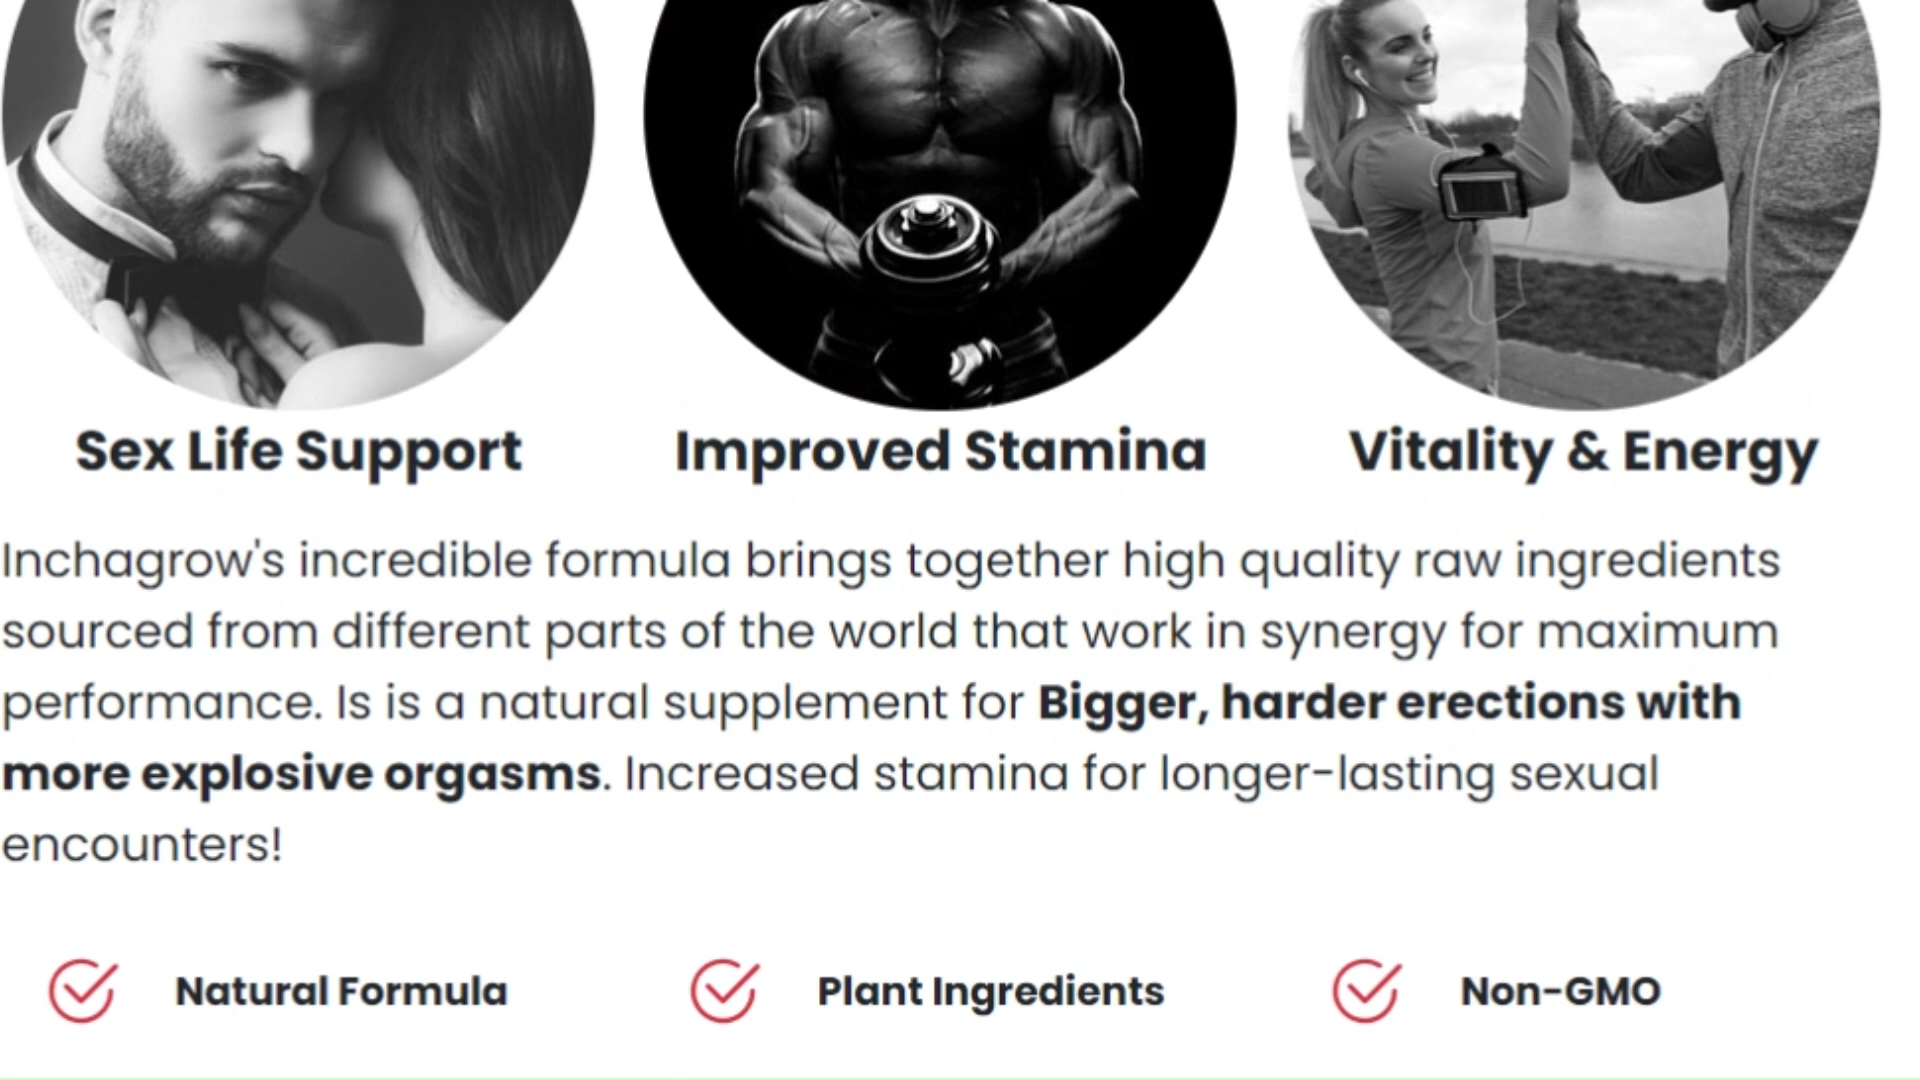 Sex Life Support
Improved Stamina
Vitality & Energy
Inchagrow's incredible formula brings together high quality raw ingredients
sourced from different parts of the world that work in synergy for maximum
performance. Is is a natural supplement for Bigger, harder erections with
more explosive orgasms. Increased stamina for longer-lasting sexual
encounters!
Natural Formula
Plant Ingredients
Non-GMO